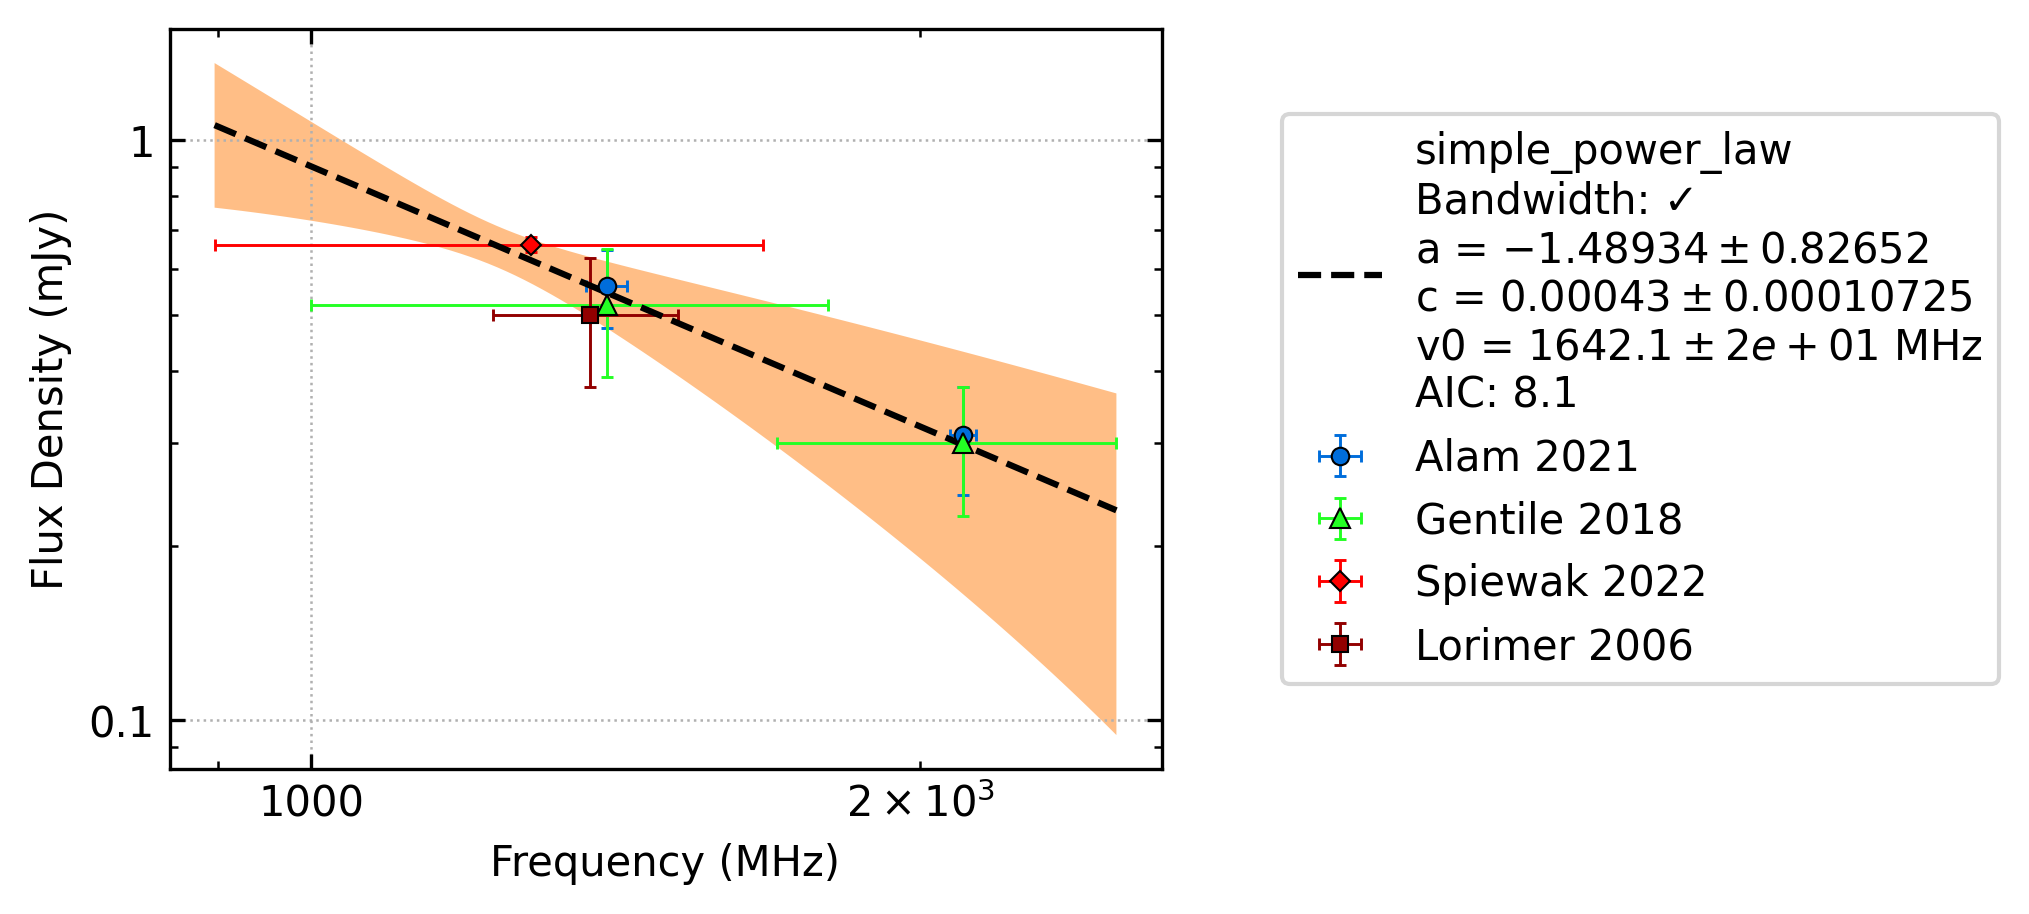 1
0.1
Flux Density (mJy)
1000
2 × 10³
Frequency (MHz)
simple_power_law
Bandwidth: ✓
a = −1.48934 ± 0.82652
c = 0.00043 ± 0.00010725
v0 = 1642.1 ± 2e + 01 MHz
AIC: 8.1
Alam 2021
Gentile 2018
Spiewak 2022
Lorimer 2006